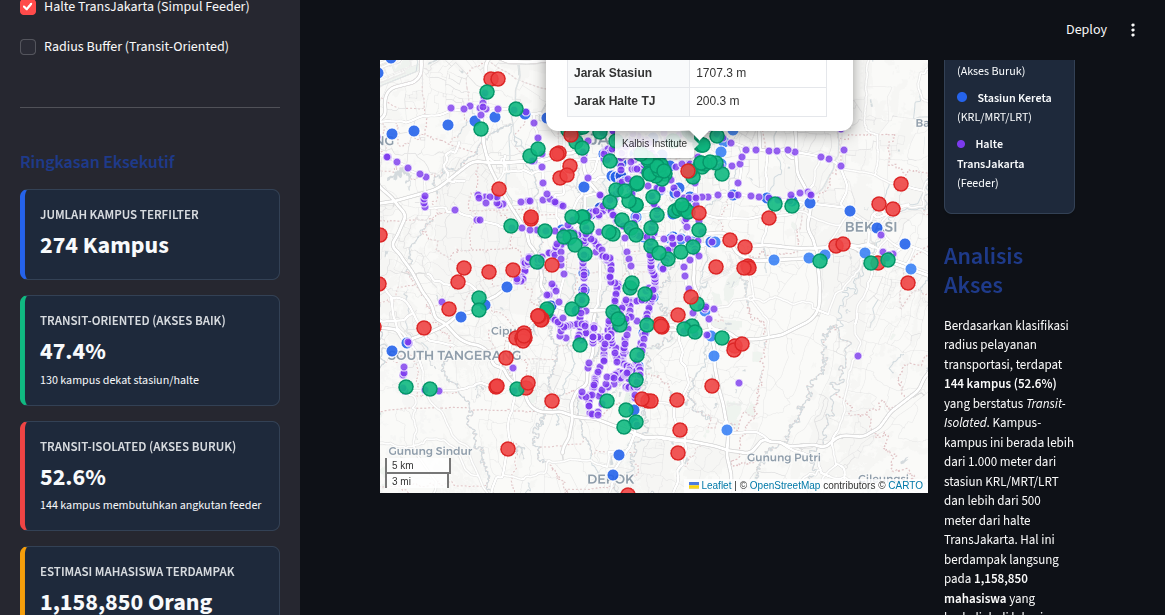 Halte TransJakarta (Simpul Feeder)
Radius Buffer (Transit-Oriented)
Ringkasan Eksekutif
JUMLAH KAMPUS TERFILTER
274 Kampus
TRANSIT-ORIENTED (AKSES BAIK)
47.4%
130 kampus dekat stasiun/halte
TRANSIT-ISOLATED (AKSES BURUK)
52.6%
144 kampus membutuhkan angkutan feeder
ESTIMASI MAHASISWA TERDAMPAK
1,158,850 Orang
Deploy
Jarak Stasiun 1707.3 m
Jarak Halte TJ 200.3 m
Kalbis Institute
BEKASI
SOUTH TANGERANG
Gunung Sindur
Gunung Putri
5 km
3 mi
Leaflet | © OpenStreetMap contributors © CARTO
(Akses Buruk)
Stasiun Kereta
(KRL/MRT/LRT)
Halte
TransJakarta
(Feeder)
Analisis
Akses
Berdasarkan klasifikasi
radius pelayanan
transportasi, terdapat
144 kampus (52.6%)
yang berstatus Transit-
Isolated. Kampus-
kampus ini berada lebih
dari 1.000 meter dari
stasiun KRL/MRT/LRT
dan lebih dari 500
meter dari halte
TransJakarta. Hal ini
berdampak langsung
pada 1,158,850
mahasiswa yang